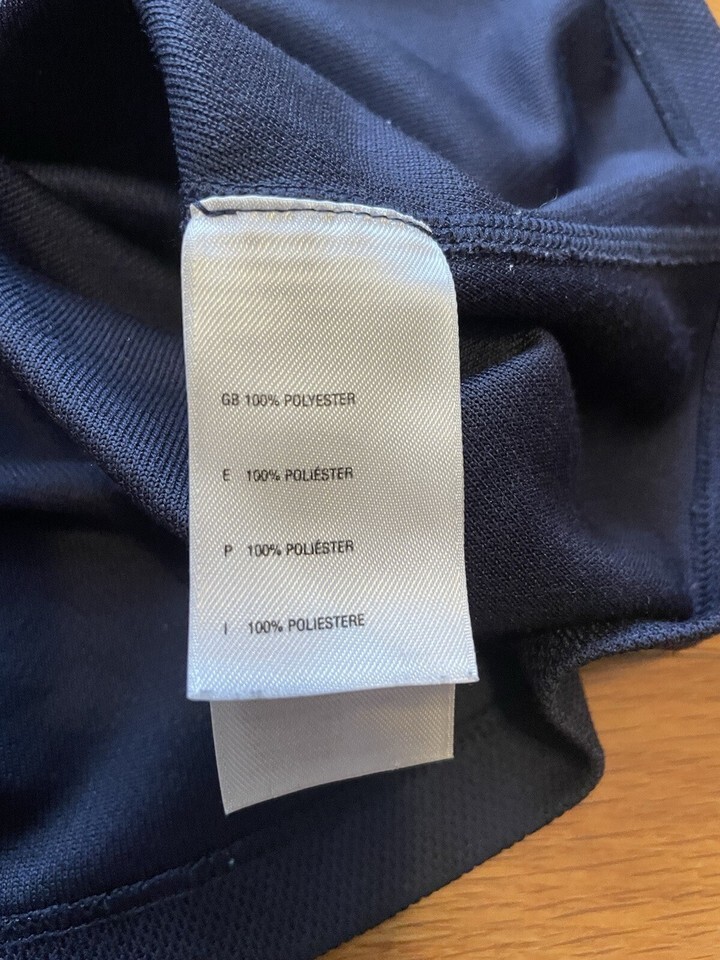 GB 100% POLYESTER
E 100% POLIÉSTER
P 100% POLIÉSTER
I 100% POLIESTERE